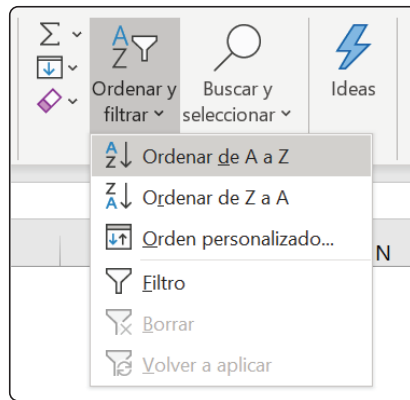 Ordenar y
filtrar
Buscar y
seleccionar
Ideas
Ordenar de A a Z
Ordenar de Z a A
Orden personalizado...
N
Filtro
Borrar
Volver a aplicar